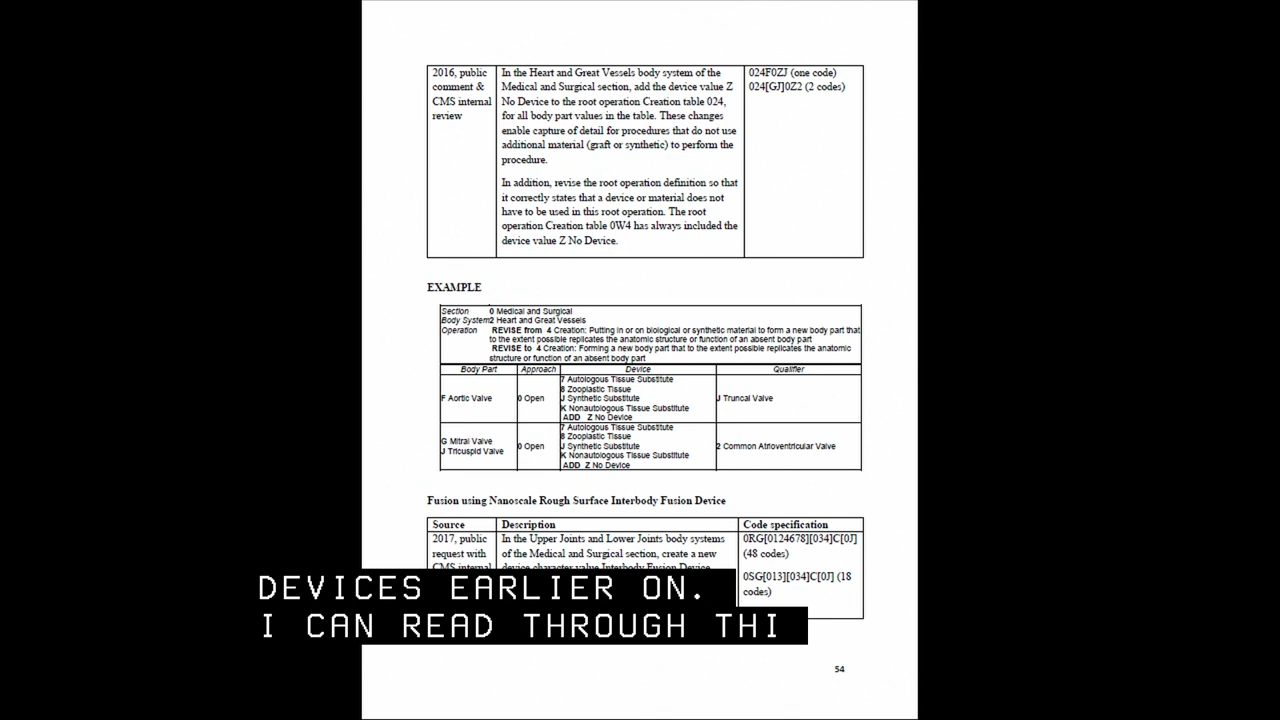 2016, public
comment &
CMS internal
review
In the Heart and Great Vessels body system of the
Medical and Surgical section, add the device value Z
No Device to the root operation Creation table 024,
for all body part values in the table. These changes
enable capture of detail for procedures that do not use
additional material (graft or synthetic) to perform the
procedure.
In addition, revise the root operation definition so that
it correctly states that a device or material does not
have to be used in this root operation. The root
operation Creation table 0W4 has always included the
device value Z No Device.
024F0ZJ (one code)
024[GJ]0Z2 (2 codes)
EXAMPLE
Section 0 Medical and Surgical
Body System 2 Heart and Great Vessels
Operation REVISE from 4 Creation: Putting in or on biological or synthetic material to form a new body part that
to the extent possible replicates the anatomic structure or function of an absent body part
REVISE to 4 Creation: Forming a new body part that to the extent possible replicates the anatomic
structure or function of an absent body part
Body Part Approach Device Qualifier
F Aortic Valve
0 Open
7 Autologous Tissue Substitute
8 Zooplastic Tissue
J Synthetic Substitute
K Nonautologous Tissue Substitute
ADD Z No Device
J Truncal Valve
G Mitral Valve
J Tricuspid Valve
0 Open
7 Autologous Tissue Substitute
8 Zooplastic Tissue
J Synthetic Substitute
K Nonautologous Tissue Substitute
ADD Z No Device
2 Common Atrioventricular Valve
Fusion using Nanoscale Rough Surface Interbody Fusion Device
Source Description Code specification
2017, public
request with
CMS internal
In the Upper Joints and Lower Joints body systems
of the Medical and Surgical section, create a new
device character value Interbody Fusion Device
0RG[0124678][034]C[0J]
(48 codes)
0SG[013][034]C[0J] (18
codes)
DEVICES EARLIER ON.
I CAN READ THROUGH THI
54